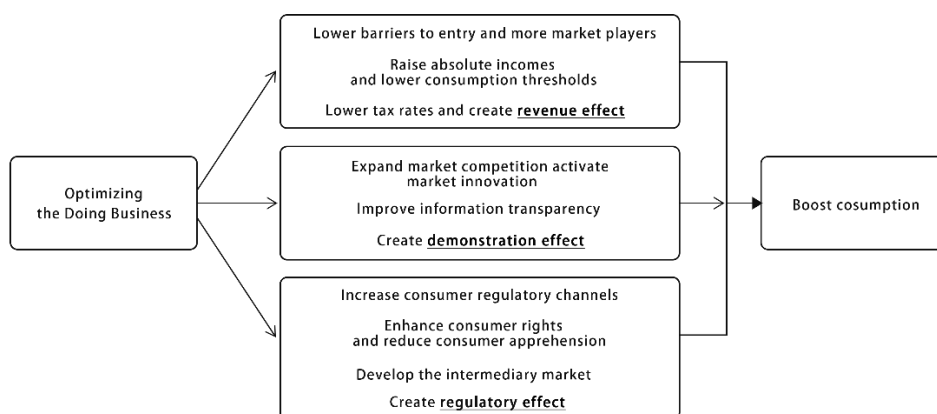 Optimizing
the Doing Business
Lower barriers to entry and more market players
Raise absolute incomes
and lower consumption thresholds
Lower tax rates and create revenue effect
Expand market competition activate
market innovation
Improve information transparency
Create demonstration effect
Increase consumer regulatory channels
Enhance consumer rights
and reduce consumer apprehension
Develop the intermediary market
Create regulatory effect
Boost cosumption